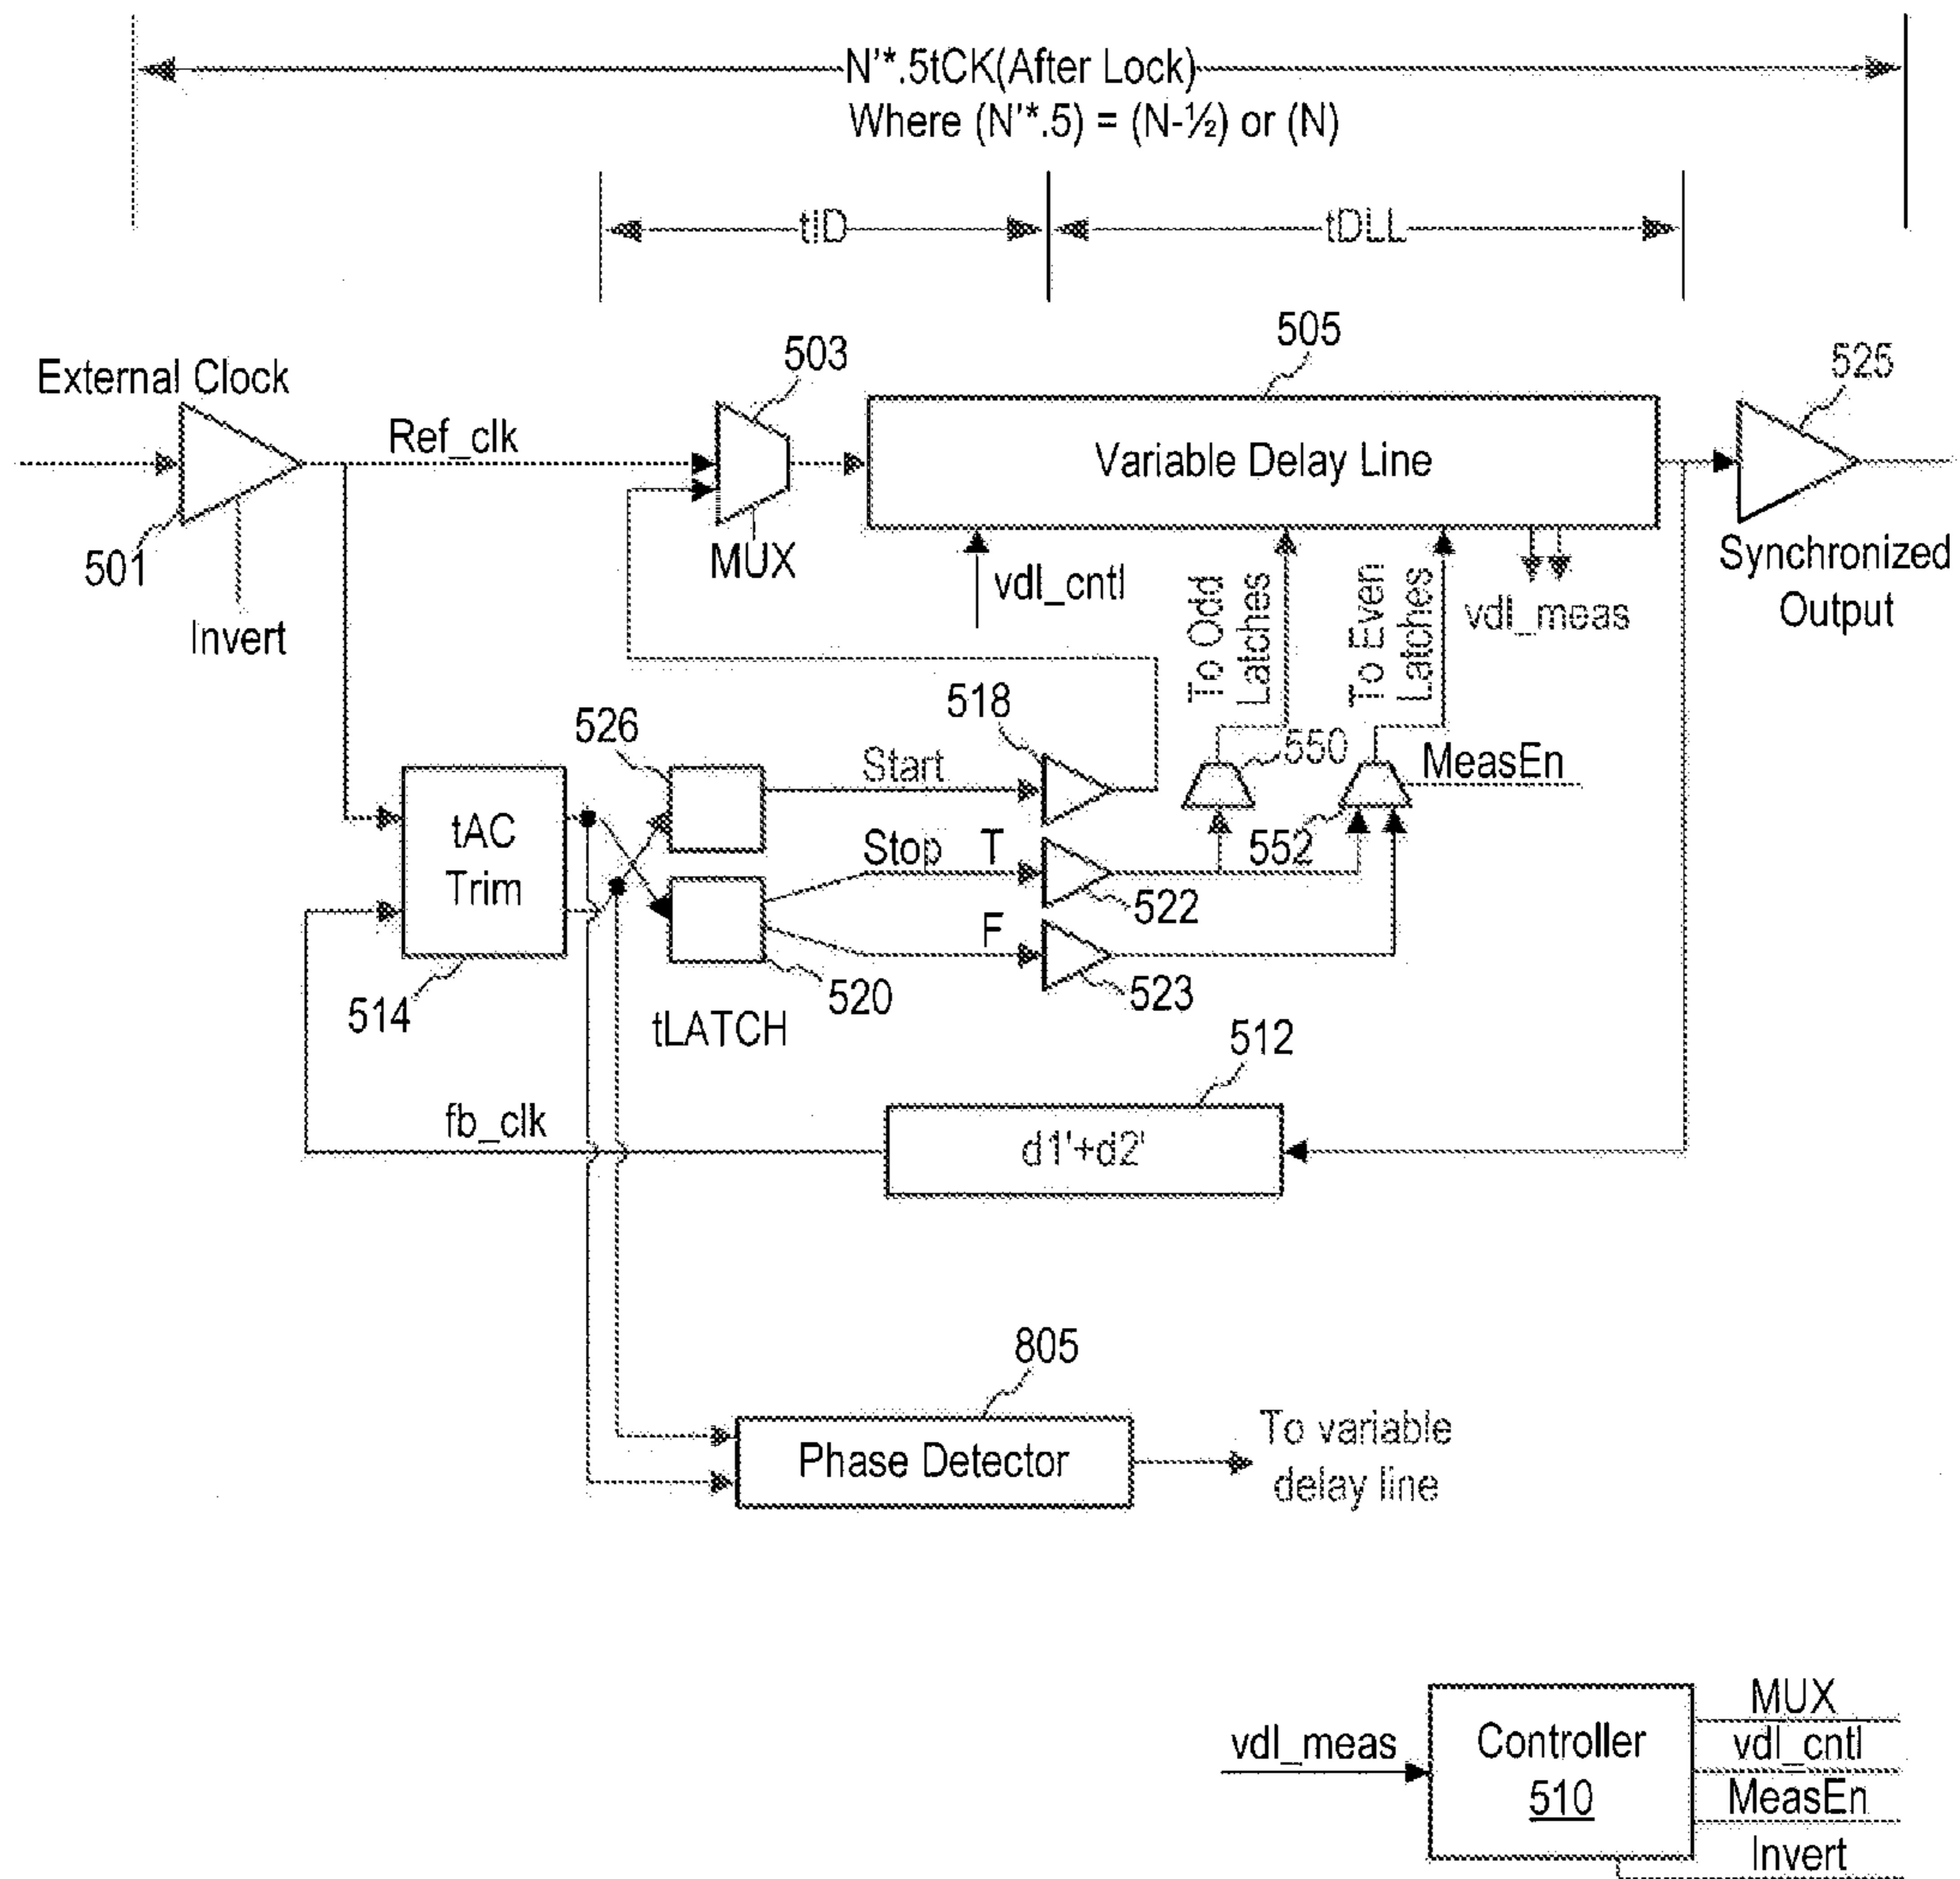 N'*.5tCK(After Lock)
Where (N'*.5) = (N-½) or (N)
tID
tDLL
External Clock
503
505
525
Ref_clk
Variable Delay Line
501
Invert
MUX
vdl_cntl
To Odd
Latches
To Even
Latches
vdl_meas
Synchronized
Output
526
518
550
MeasEn
Start
tAC
Trim
Stop
T
552
522
F
514
520
523
tLATCH
512
fb_clk
d1'+d2'
805
Phase Detector
To variable
delay line
vdl_meas
Controller
510
MUX
vdl_cntl
MeasEn
Invert